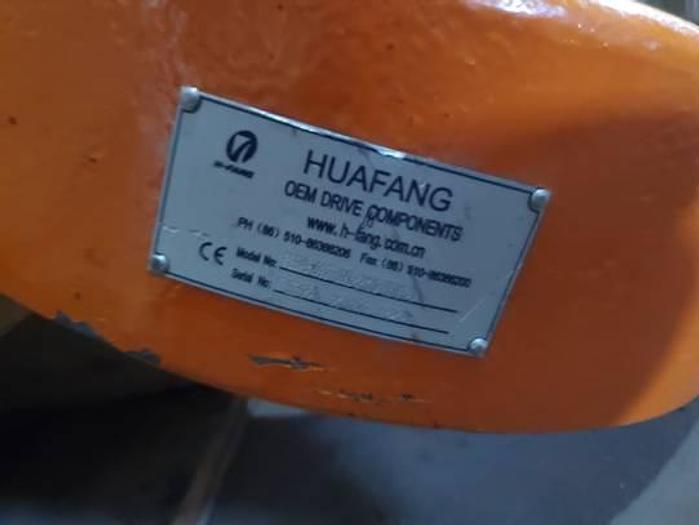 H-FANG
HUAFANG
OEM DRIVE COMPONENTS
www.h-fang.com.cn
PH (86) 510-86386206 Fax (86) 510-86386200
CE Model No:
Serial No: